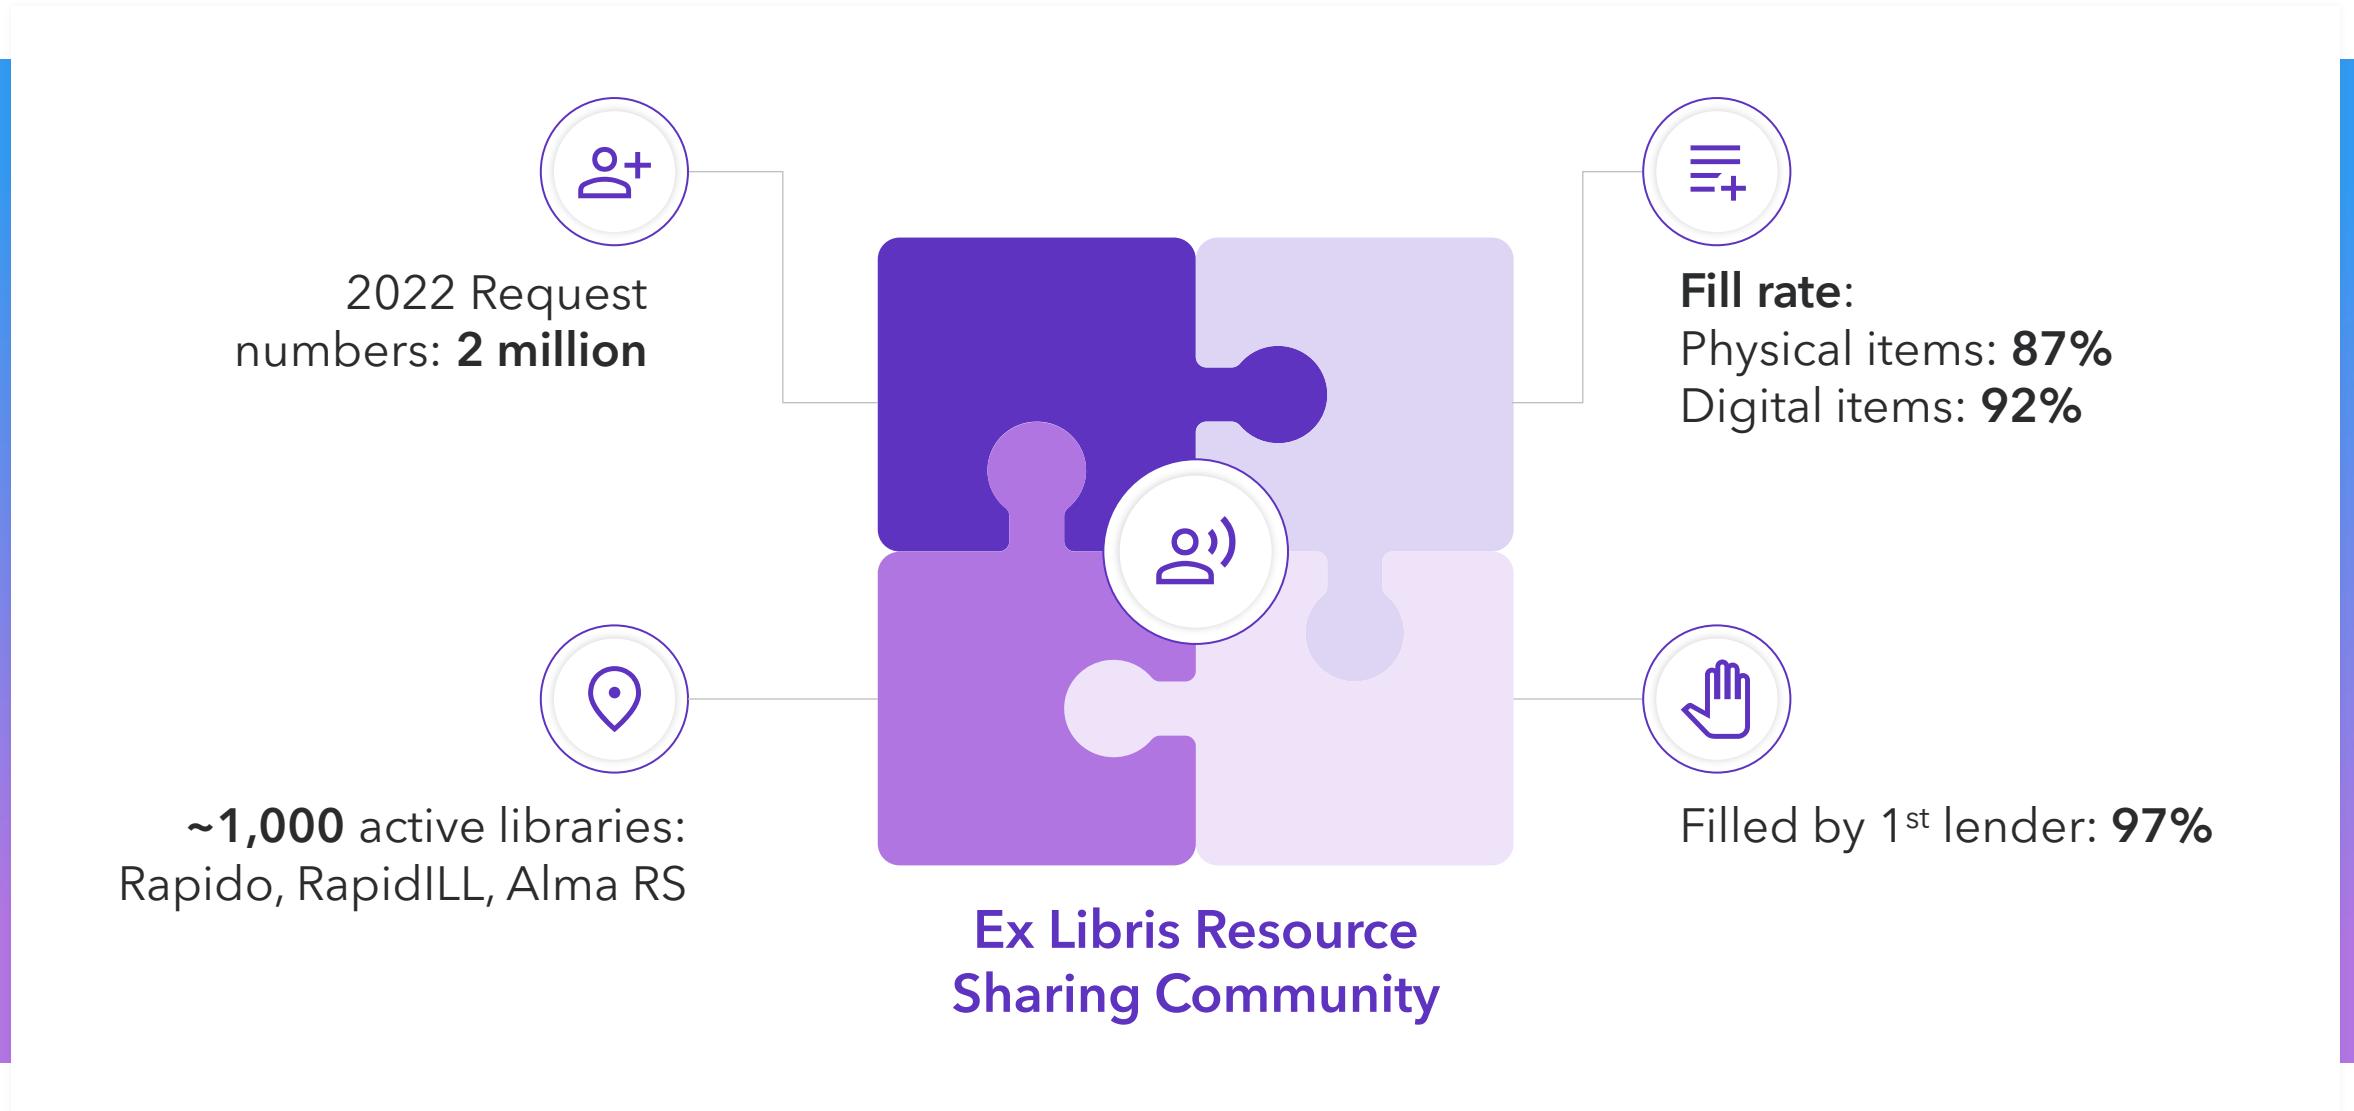 2022 Request
numbers: 2 million
Fill rate:
Physical items: 87%
Digital items: 92%
~1,000 active libraries:
Rapido, RapidILL, Alma RS
Filled by 1st lender: 97%
Ex Libris Resource
Sharing Community